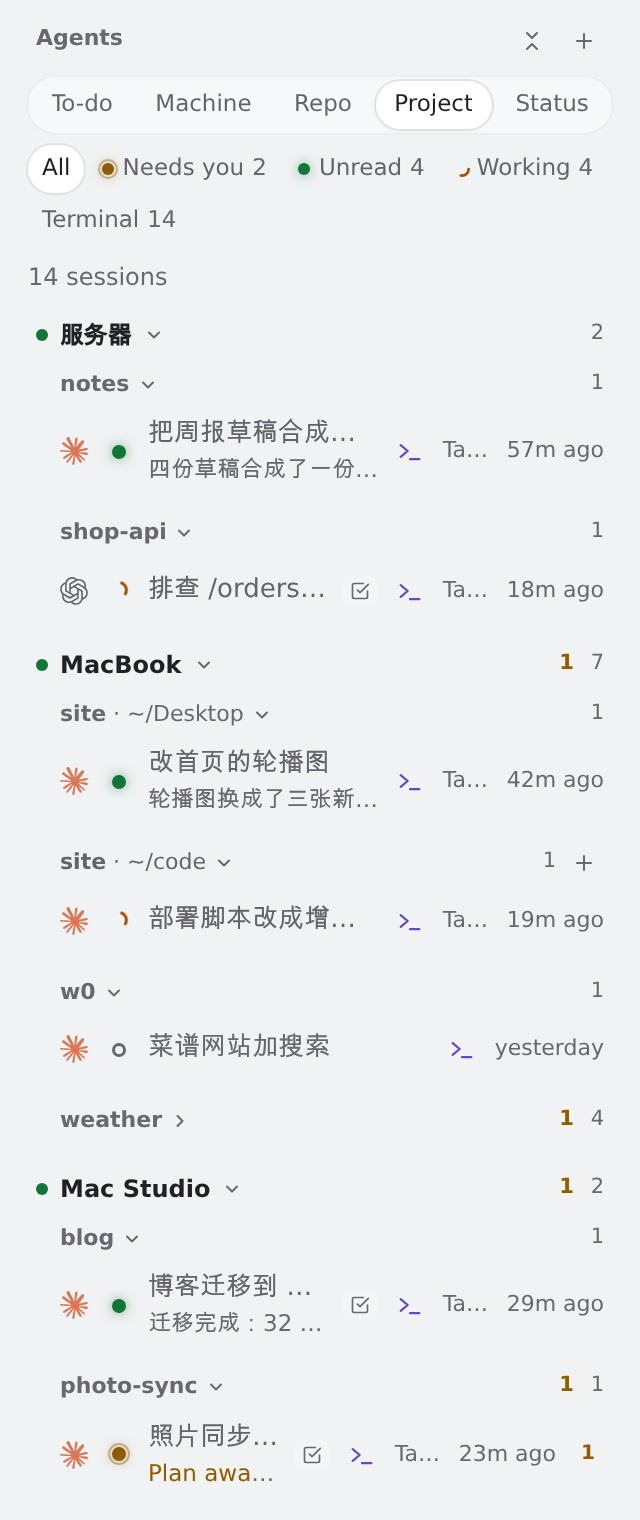 Agents
To-do Machine Repo Project Status
All Needs you 2 Unread 4 Working 4
Terminal 14
14 sessions
服务器 2
notes 1
把周报草稿合成…
四份草稿合成了一份… Ta… 57m ago
shop-api 1
排查 /orders… Ta… 18m ago
MacBook 1 7
site · ~/Desktop 1
改首页的轮播图
轮播图换成了三张新… Ta… 42m ago
site · ~/code 1
部署脚本改成增… Ta… 19m ago
w0 1
菜谱网站加搜索 yesterday
weather 1 4
Mac Studio 1 2
blog 1
博客迁移到 …
迁移完成：32 … Ta… 29m ago
photo-sync 1 1
照片同步…
Plan awa… Ta… 23m ago 1